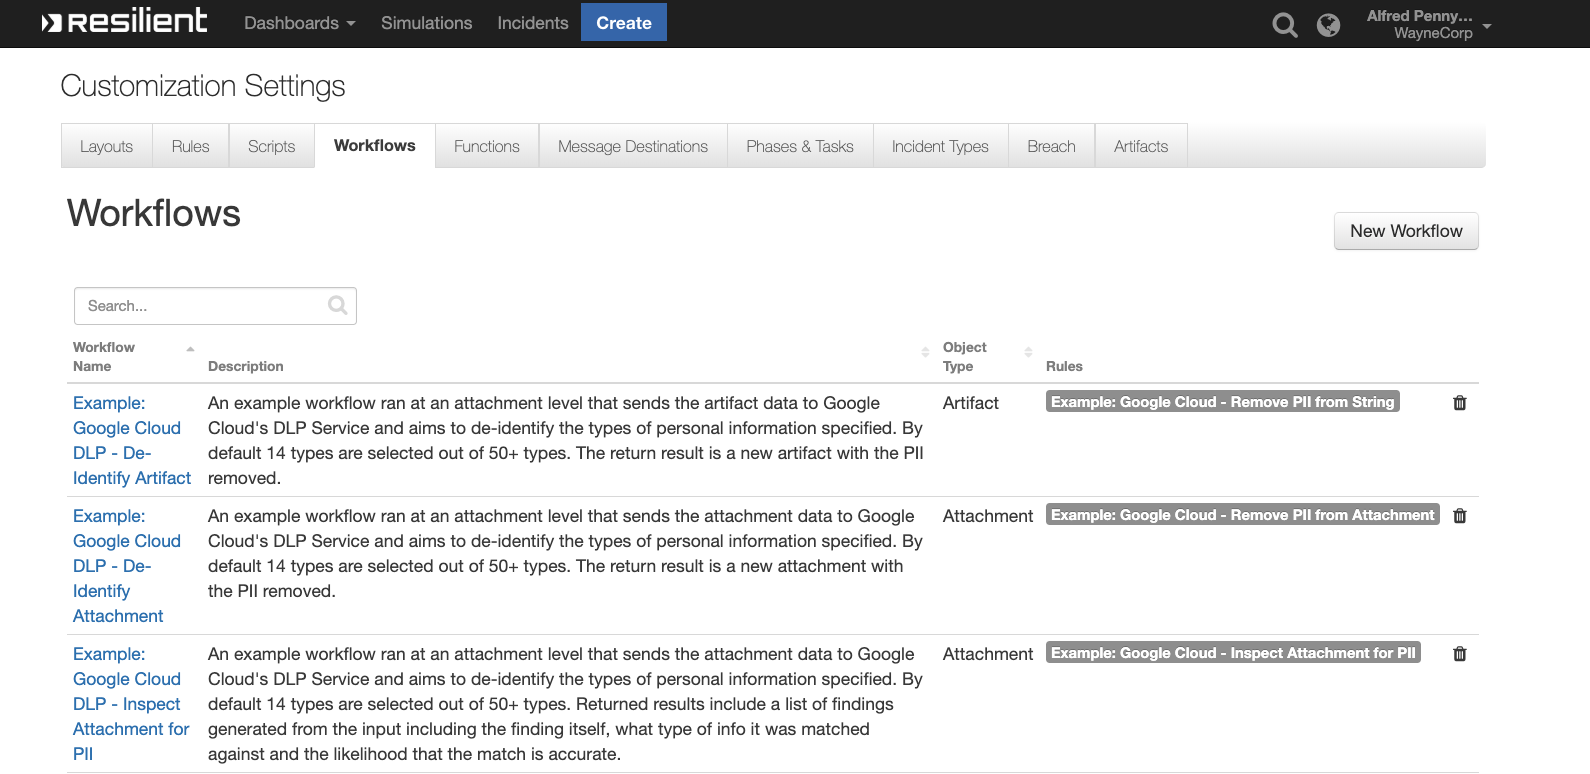 resilient Dashboards Simulations Incidents Create Alfred Penny...
WayneCorp
Customization Settings
Layouts Rules Scripts Workflows Functions Message Destinations Phases & Tasks Incident Types Breach Artifacts
Workflows
New Workflow
Search...
Workflow Name Description Object Type Rules
Example: Google Cloud DLP - De-Identify Artifact
An example workflow ran at an attachment level that sends the artifact data to Google
Cloud's DLP Service and aims to de-identify the types of personal information specified. By
default 14 types are selected out of 50+ types. The return result is a new artifact with the PII
removed.
Artifact
Example: Google Cloud - Remove PII from String
Example:
Google Cloud
DLP - De-
Identify
Attachment
An example workflow ran at an attachment level that sends the attachment data to Google
Cloud's DLP Service and aims to de-identify the types of personal information specified. By
default 14 types are selected out of 50+ types. The return result is a new attachment with
the PII removed.
Attachment
Example: Google Cloud - Remove PII from Attachment
Example:
Google Cloud
DLP - Inspect
Attachment for
PII
An example workflow ran at an attachment level that sends the attachment data to Google
Cloud's DLP Service and aims to de-identify the types of personal information specified. By
default 14 types are selected out of 50+ types. Returned results include a list of findings
generated from the input including the finding itself, what type of info it was matched
against and the likelihood that the match is accurate.
Attachment
Example: Google Cloud - Inspect Attachment for PII